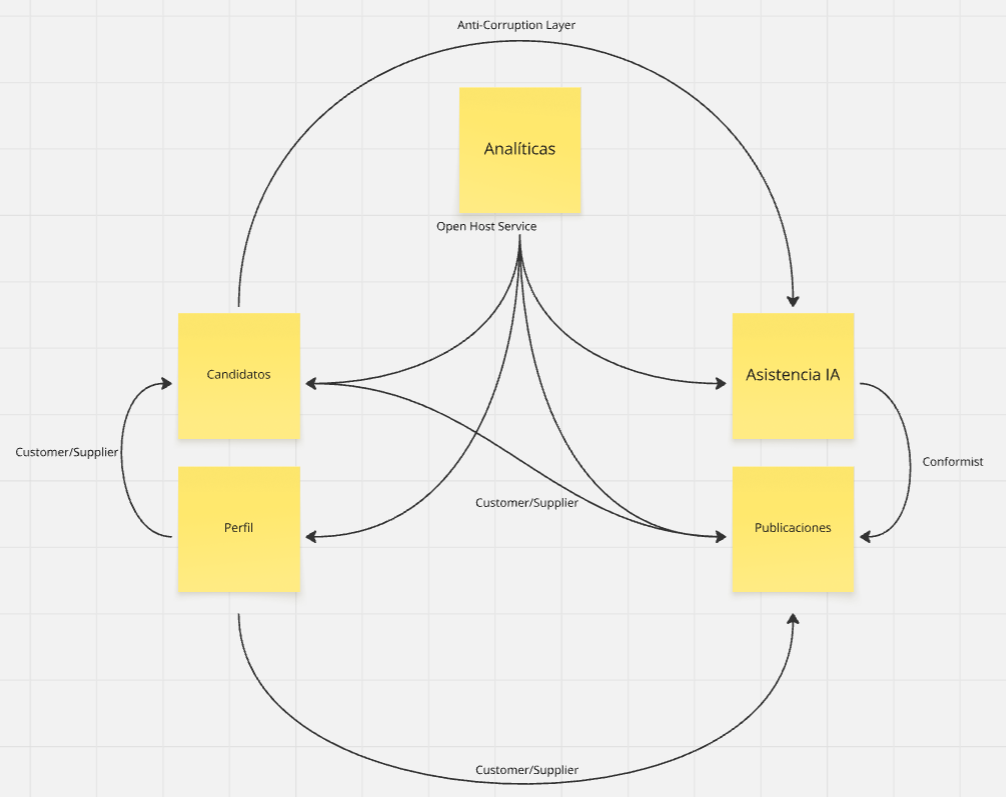 Anti-Corruption Layer
Analíticas
Open Host Service
Candidatos
Asistencia IA
Customer/Supplier
Conformist
Customer/Supplier
Perfil
Publicaciones
Customer/Supplier